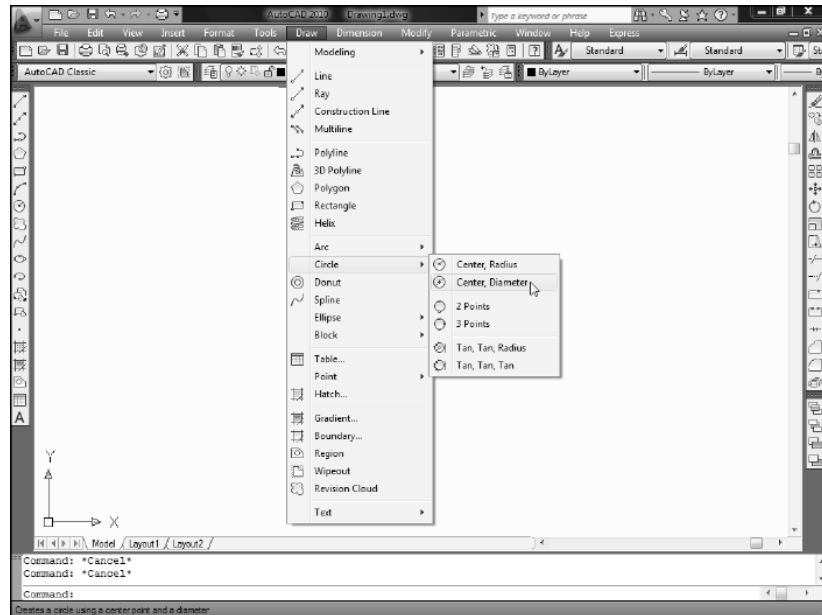 AutoCAD 2010 Drawing1.dwg Type a keyword or phrase
File Edit View Insert Format Tools Draw Dimension Modify Parametric Window Help Express
Standard Standard St
AutoCAD Classic ByLayer ByLayer B
Modeling
Line
Ray
Construction Line
Multiline
Polyline
3D Polyline
Polygon
Rectangle
Helix
Arc
Circle
Donut
Spline
Ellipse
Block
Table...
Point
Hatch...
Gradient...
Boundary...
Region
Wipeout
Revision Cloud
Text
Center, Radius
Center, Diameter
2 Points
3 Points
Tan, Tan, Radius
Tan, Tan, Tan
A
Y
X
Model Layout1 Layout2
Command: *Cancel*
Command: *Cancel*
Command:
Creates a circle using a center point and a diameter